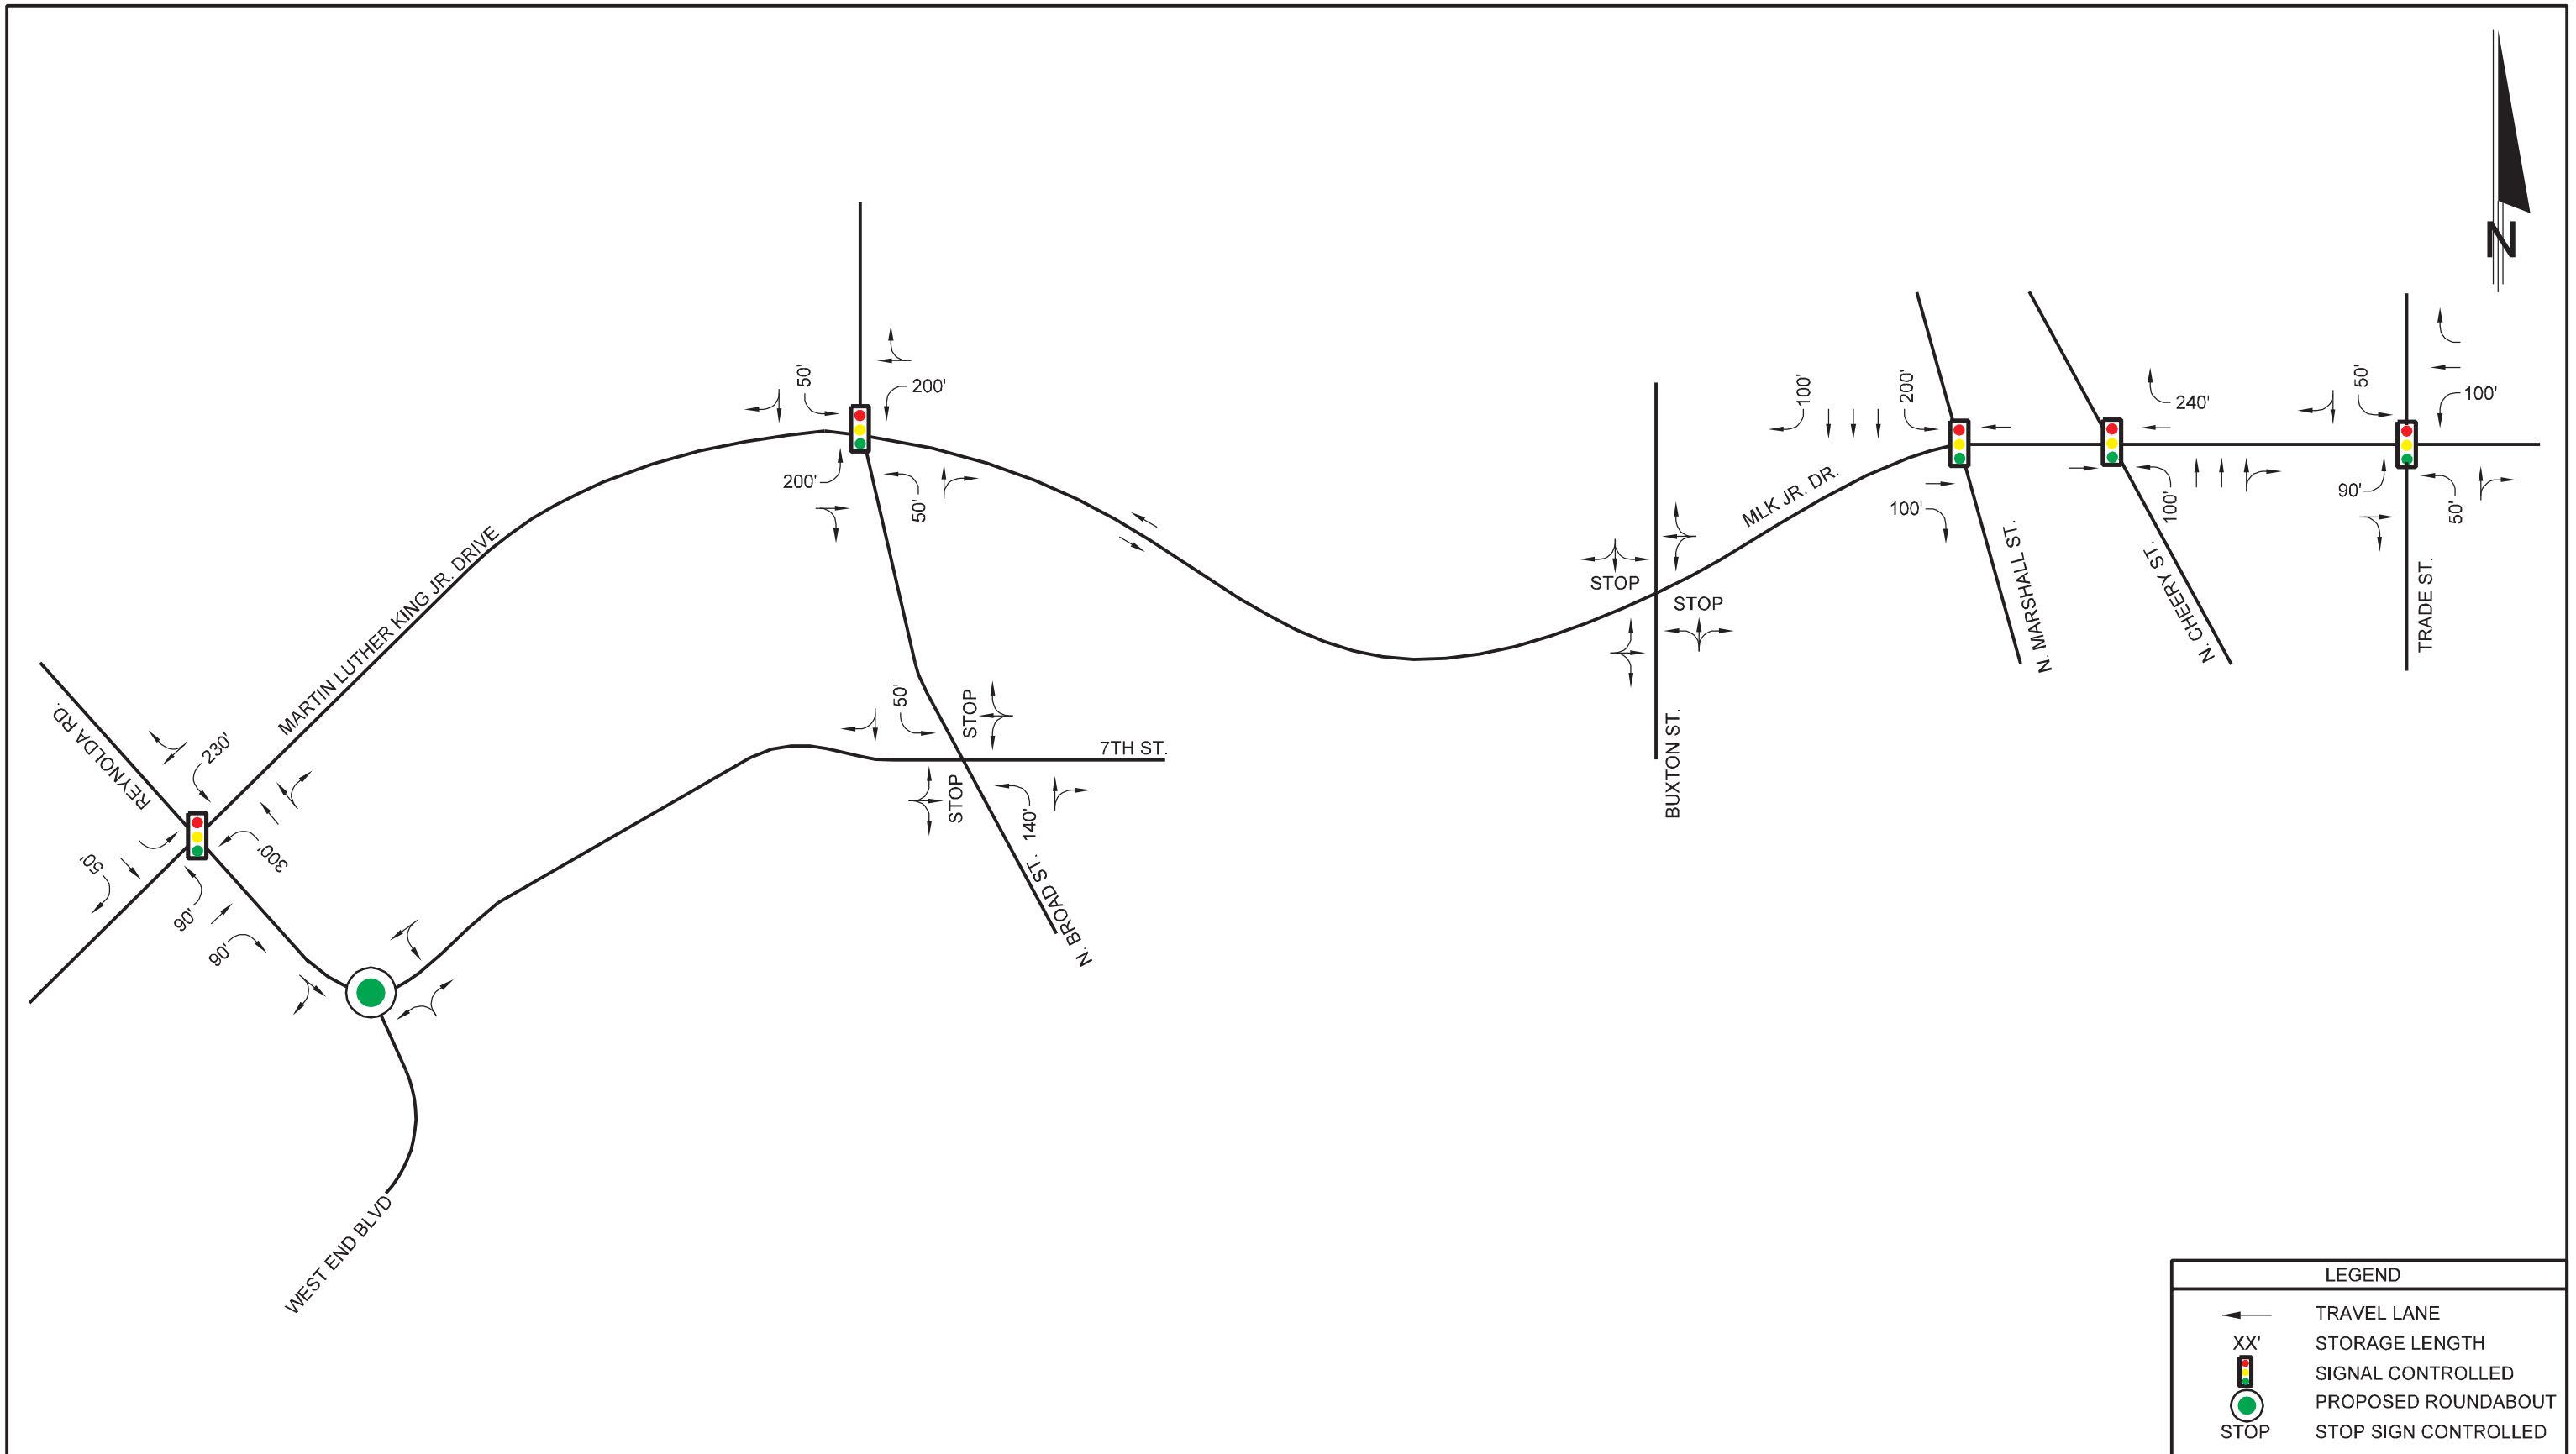 N
50'
200'
200'
50'
100'
200'
240'
50'
100'
100'
100'
90'
50'
MLK JR. DR.
STOP
STOP
N. MARSHALL ST.
N. CHEERY ST.
TRADE ST.
BUXTON ST.
MARTIN LUTHER KING JR. DRIVE
REYNOLDA RD.
230'
300'
50'
90'
90'
50'
STOP
STOP
7TH ST.
140'
N. BROAD ST.
WEST END BLVD
LEGEND
TRAVEL LANE
XX' STORAGE LENGTH
SIGNAL CONTROLLED
PROPOSED ROUNDABOUT
STOP STOP SIGN CONTROLLED